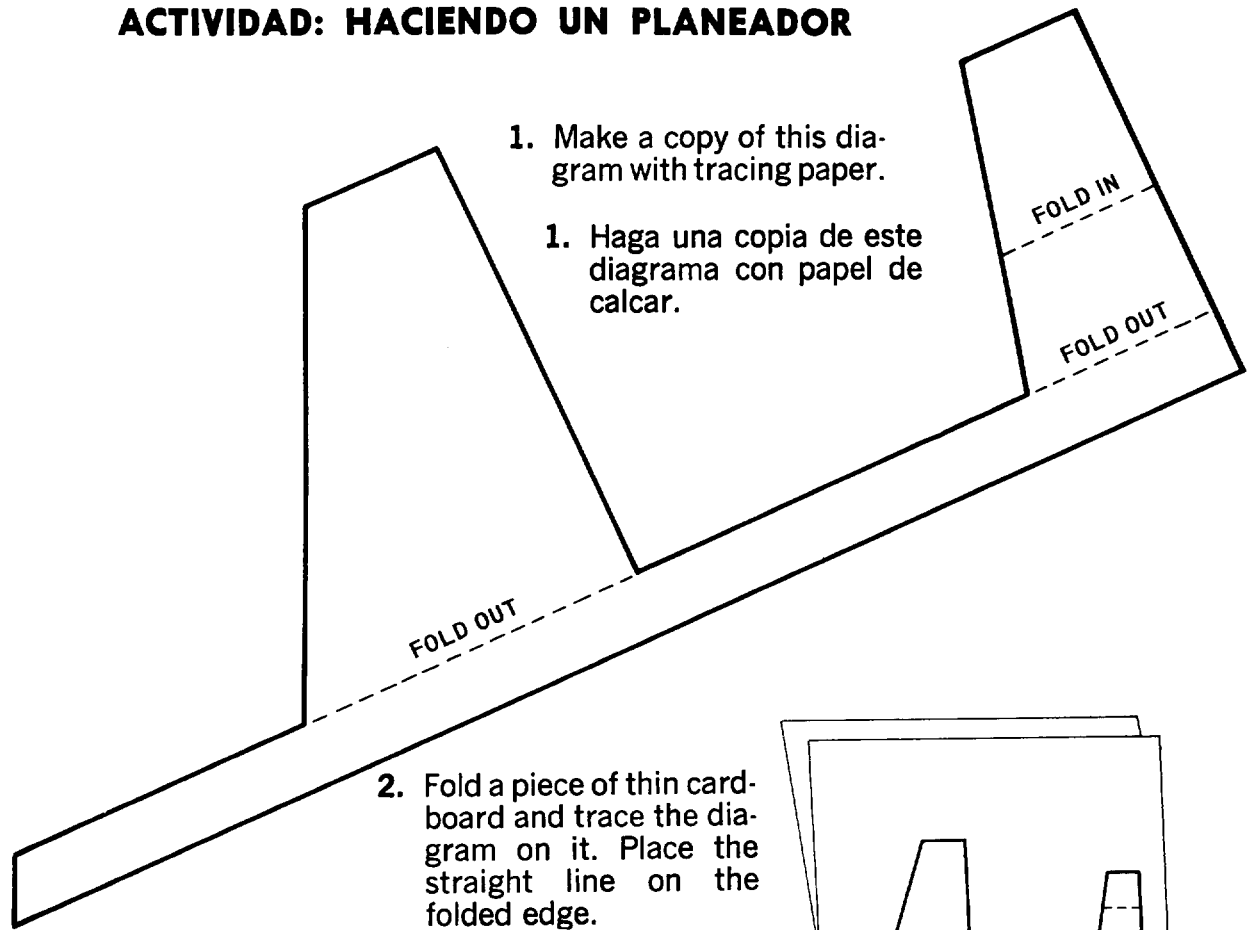 ACTIVIDAD: HACIENDO UN PLANEADOR
1. Make a copy of this dia-
gram with tracing paper.
1. Haga una copia de este
diagrama con papel de
calcar.
FOLD IN
FOLD OUT
FOLD OUT
2. Fold a piece of thin card-
board and trace the dia-
gram on it. Place the
straight line on the
folded edge.